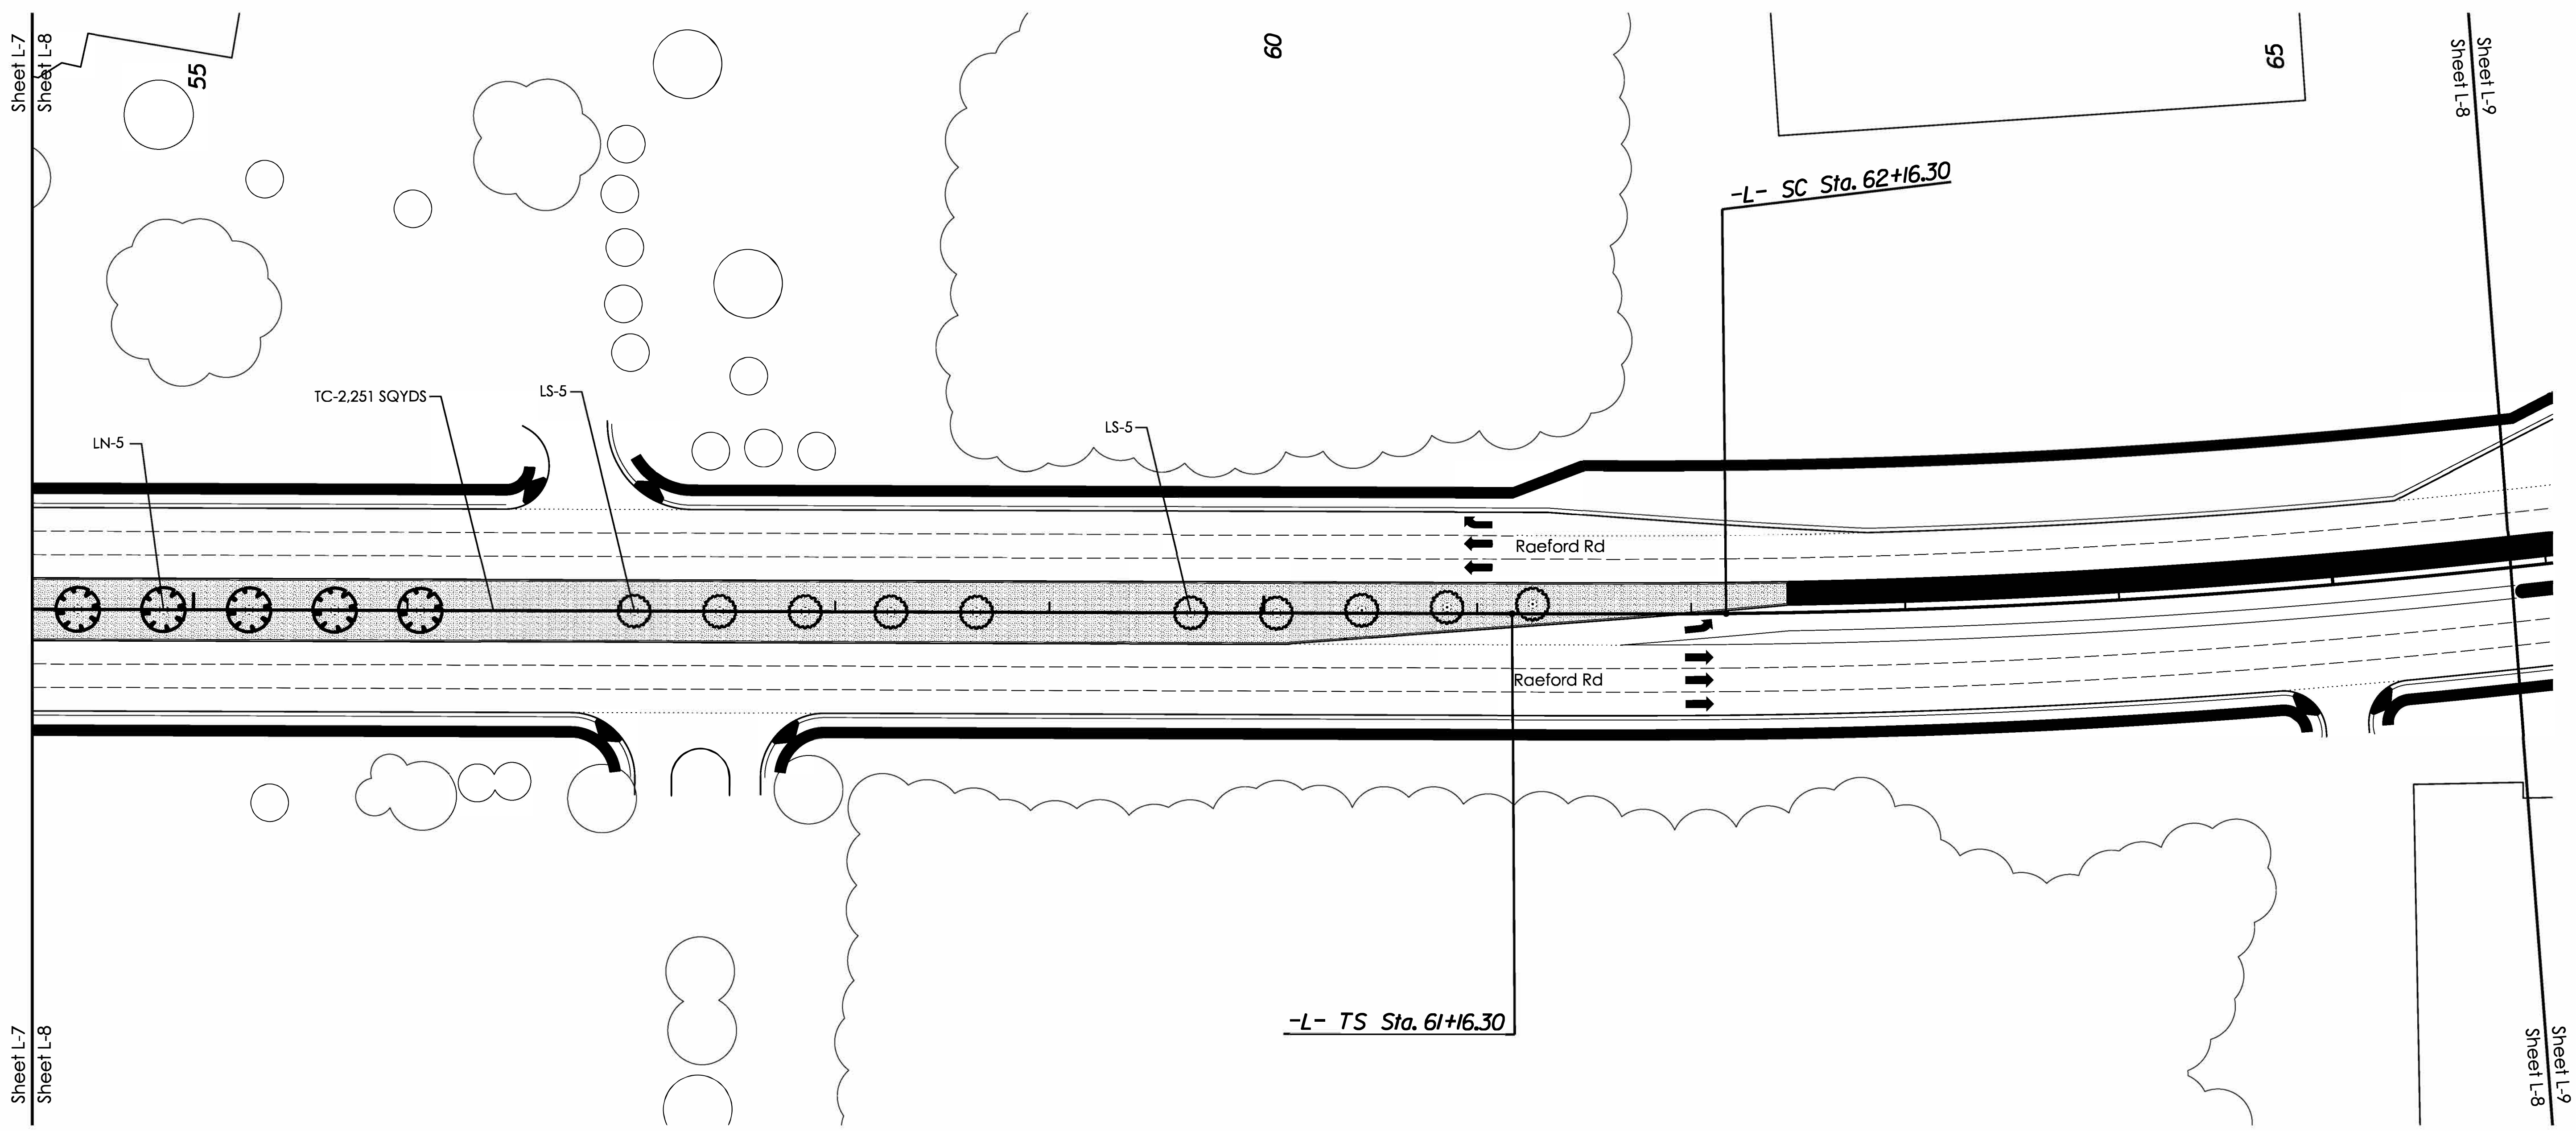 Sheet L-7
Sheet L-8
55
60
65
Sheet L-8
Sheet L-9
-L- SC Sta. 62+16.30
TC-2,251 SQYDS
LS-5
LN-5
LS-5
Raeford Rd
Raeford Rd
-L- TS Sta. 61+16.30
Sheet L-7
Sheet L-8
Sheet L-8
Sheet L-9